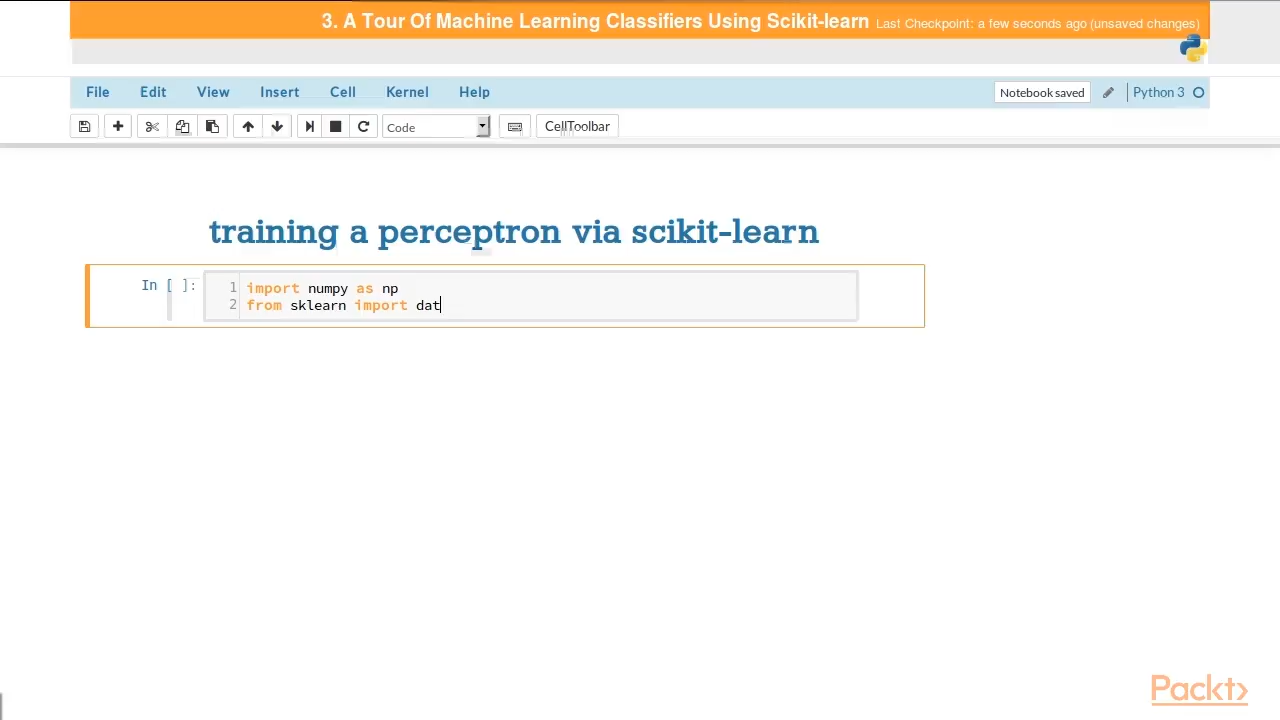 3. A Tour Of Machine Learning Classifiers Using Scikit-learn Last Checkpoint: a few seconds ago (unsaved changes)
File Edit View Insert Cell Kernel Help Notebook saved Python 3
Code CellToolbar
training a perceptron via scikit-learn
In [ ]:
1 import numpy as np
2 from sklearn import dat
Packt>